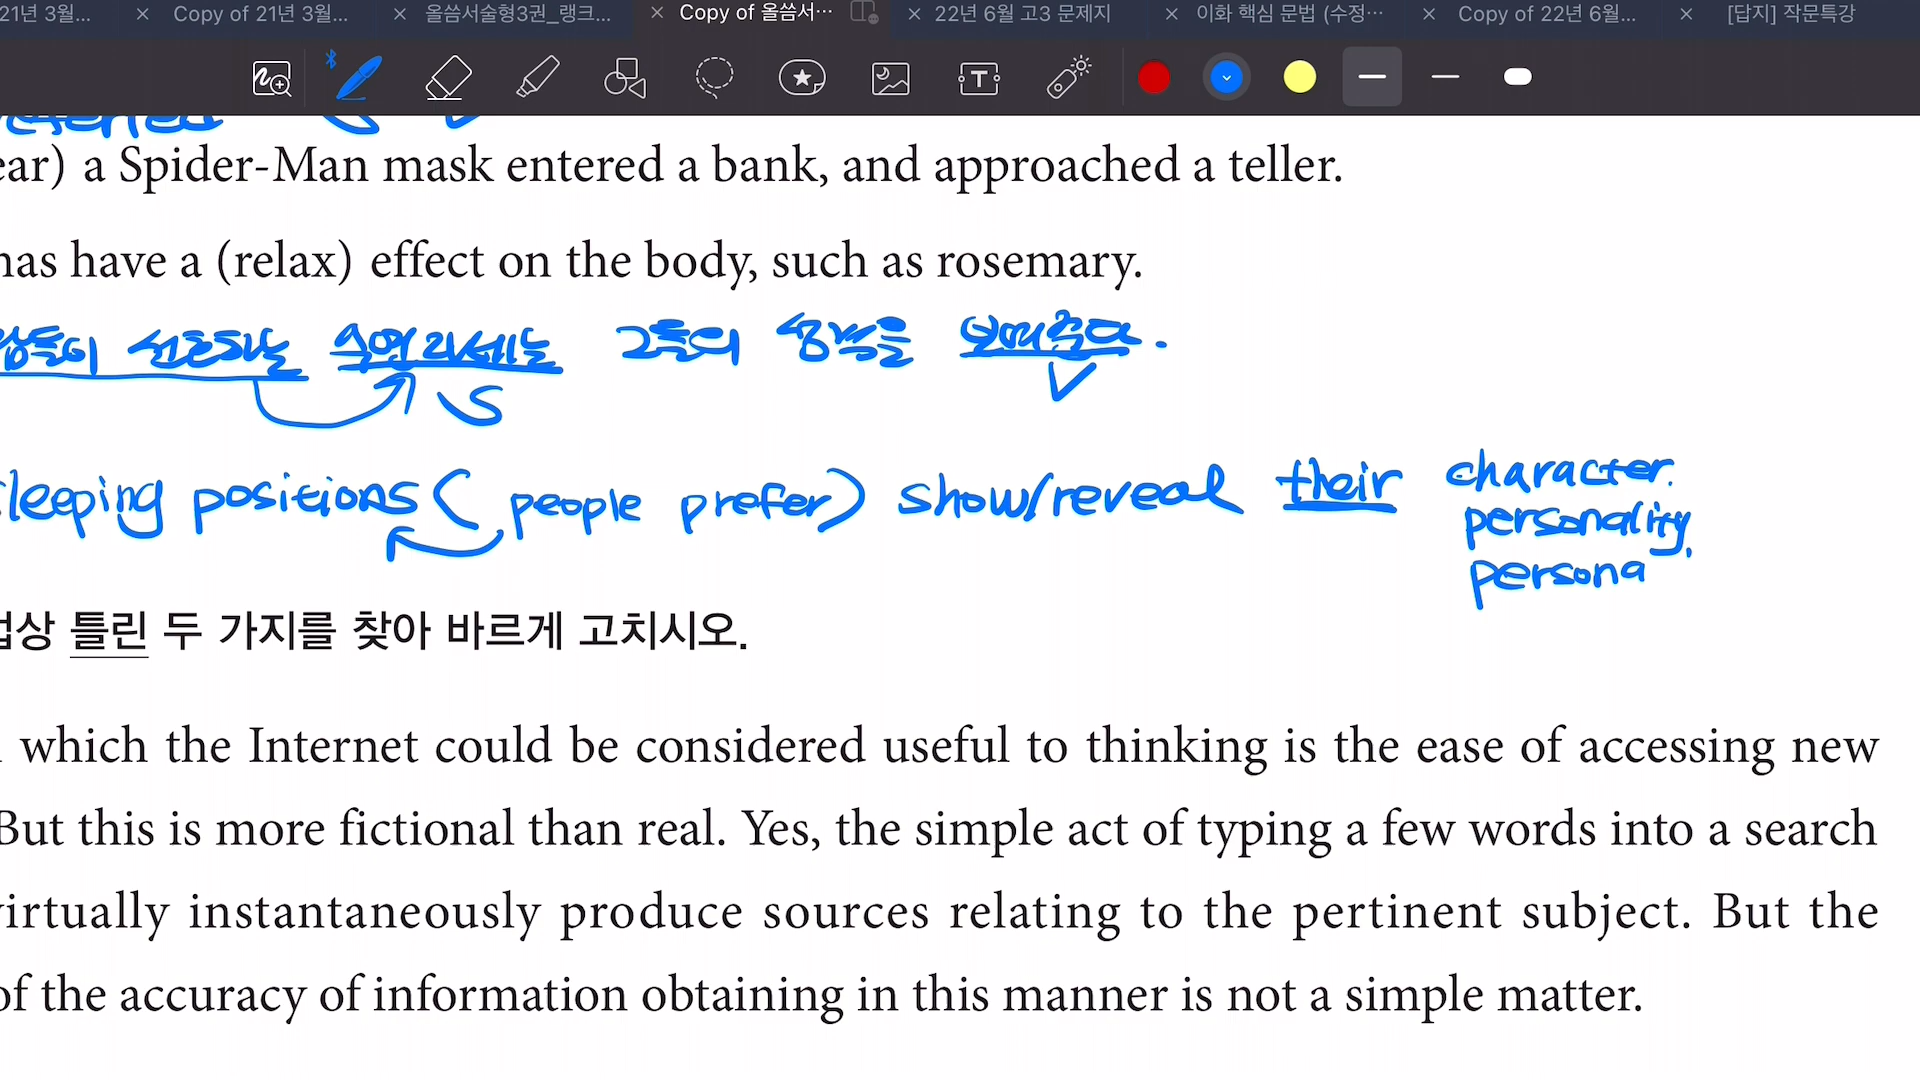 21년 3월... × Copy of 21년 3월... × 올씀서술형3권_랭크... × Copy of 올씀서... × 22년 6월 고3 문제지 × 이화 핵심 문법 (수정... × Copy of 22년 6월... × [답지] 작문특강
ear) a Spider-Man mask entered a bank, and approached a teller.
nas have a (relax) effect on the body, such as rosemary.
람들이 선호하는 수면자세는 그들의 성격을 보여준다.
S V
leeping positions ( people prefer) show/reveal their character.
personality,
persona
법상 틀린 두 가지를 찾아 바르게 고치시오.
which the Internet could be considered useful to thinking is the ease of accessing new
But this is more fictional than real. Yes, the simple act of typing a few words into a search
virtually instantaneously produce sources relating to the pertinent subject. But the
of the accuracy of information obtaining in this manner is not a simple matter.